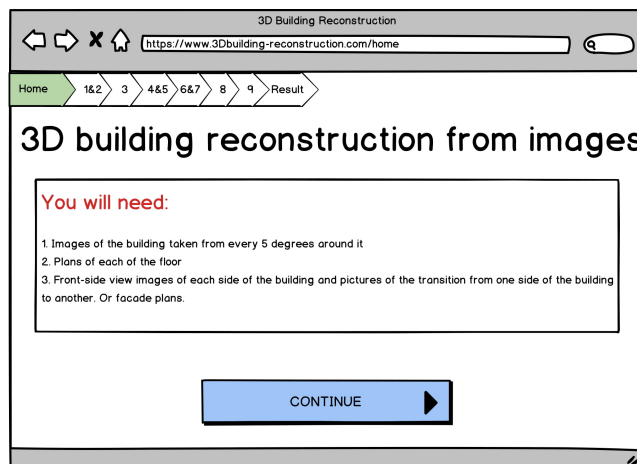 3D Building Reconstruction
https://www.3Dbuilding-reconstruction.com/home
Home 1&2 3 4&5 6&7 8 9 Result
3D building reconstruction from images
You will need:
1. Images of the building taken from every 5 degrees around it
2. Plans of each of the floor
3. Front-side view images of each side of the building and pictures of the transition from one side of the building
to another. Or facade plans.
CONTINUE